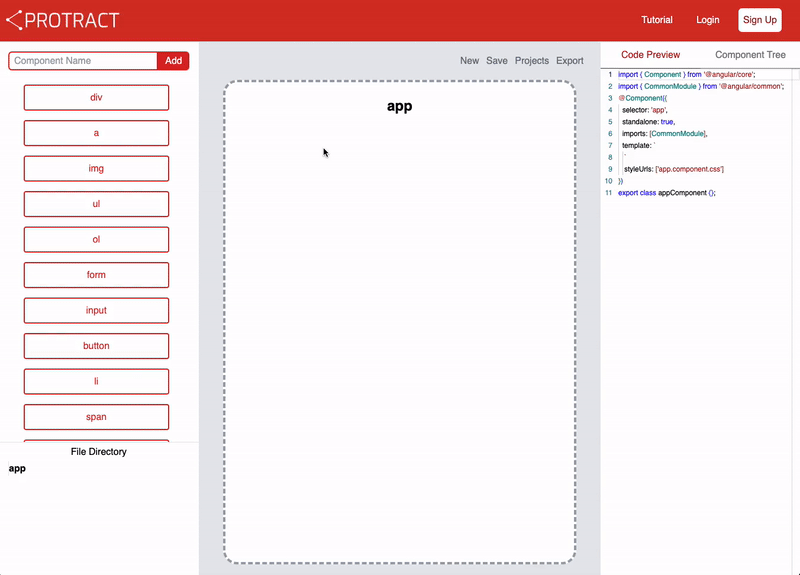 PROTRACT
Tutorial
Login
Sign Up
Component Name
Add
div
a
img
ul
ol
form
input
button
li
span
File Directory
app
New
Save
Projects
Export
app
Code Preview
Component Tree
1 import { Component } from '@angular/core';
2 import { CommonModule } from '@angular/common';
3 @Component({
4 selector: 'app',
5 standalone: true,
6 imports: [CommonModule],
7 template: `
8 `
9 styleUrls: ['app.component.css']
10 })
11 export class appComponent {};